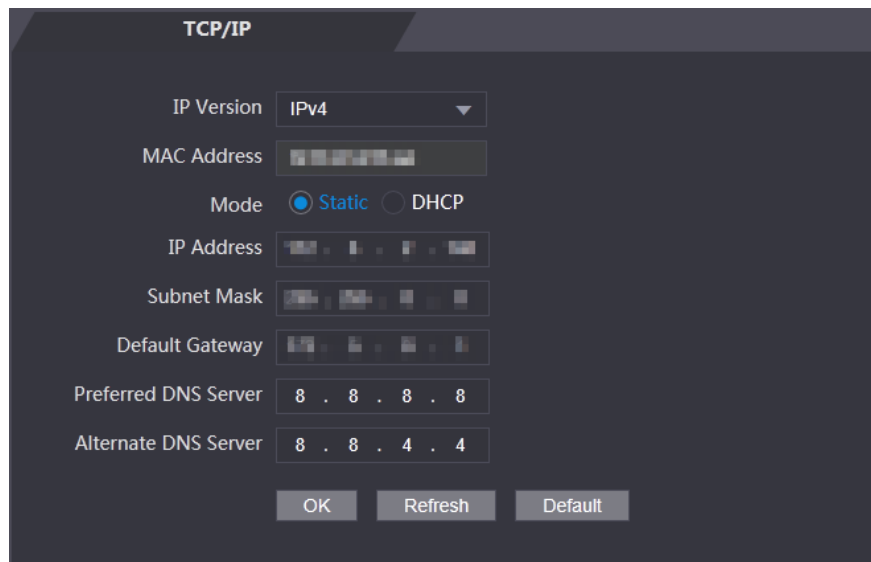 TCP/IP
IP Version IPv4
MAC Address
Mode Static DHCP
IP Address
Subnet Mask
Default Gateway
Preferred DNS Server 8 . 8 . 8 . 8
Alternate DNS Server 8 . 8 . 4 . 4
OK Refresh Default